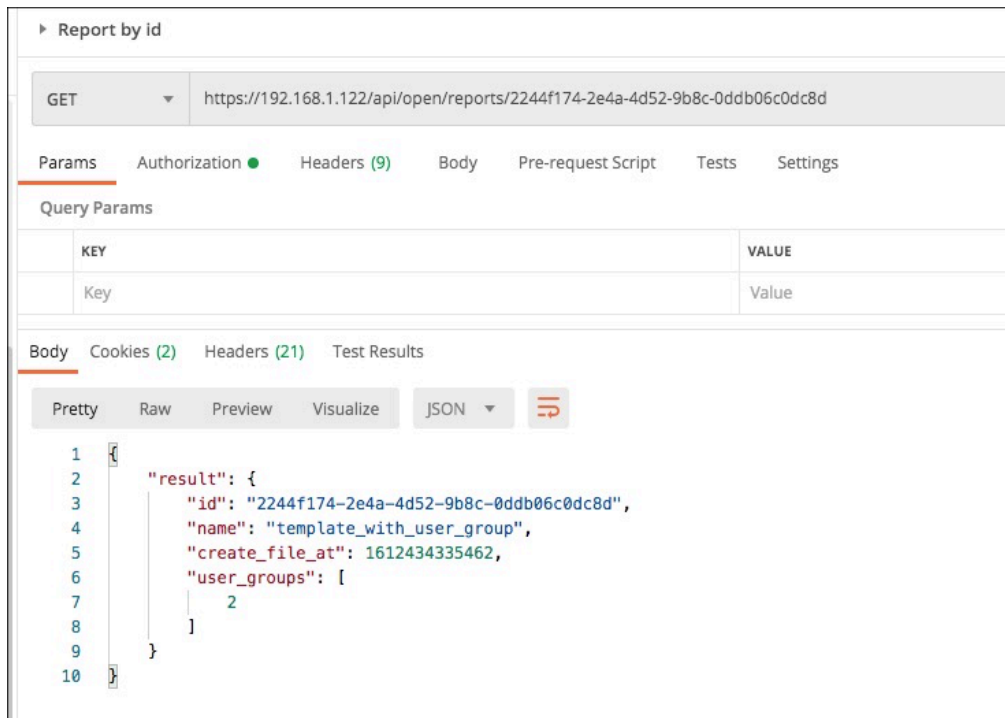 Report by id
GET https://192.168.1.122/api/open/reports/2244f174-2e4a-4d52-9b8c-0ddb06c0dc8d
Params Authorization Headers (9) Body Pre-request Script Tests Settings
Query Params
KEY VALUE
Key Value
Body Cookies (2) Headers (21) Test Results
Pretty Raw Preview Visualize JSON
1 {
2 "result": {
3 "id": "2244f174-2e4a-4d52-9b8c-0ddb06c0dc8d",
4 "name": "template_with_user_group",
5 "create_file_at": 1612434335462,
6 "user_groups": [
7 2
8 ]
9 }
10 }